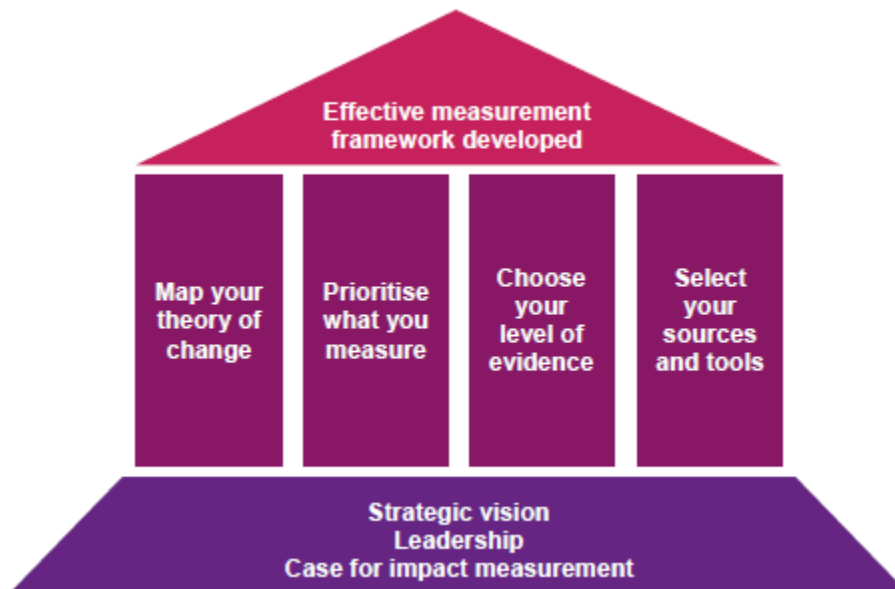 Effective measurement
framework developed
Map your
theory of
change
Prioritise
what you
measure
Choose
your
level of
evidence
Select
your
sources
and tools
Strategic vision
Leadership
Case for impact measurement